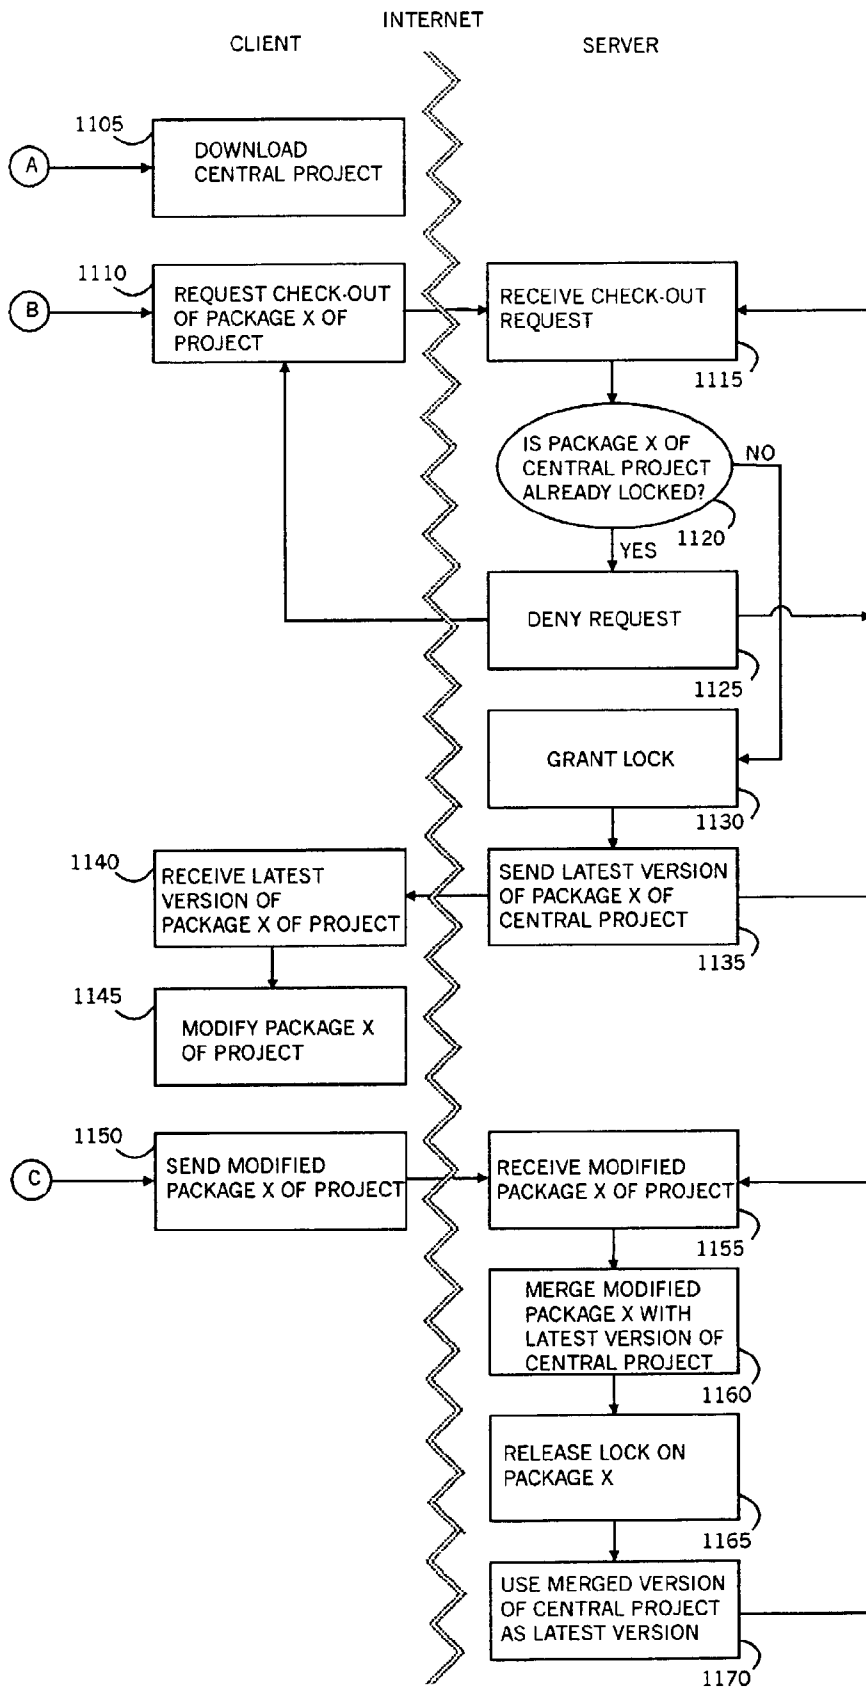 INTERNET
CLIENT
SERVER
1105
A
DOWNLOAD
CENTRAL PROJECT
1110
B
REQUEST CHECK-OUT
OF PACKAGE X OF
PROJECT
RECEIVE CHECK-OUT
REQUEST
1115
IS PACKAGE X OF
CENTRAL PROJECT
ALREADY LOCKED?
NO
1120
YES
DENY REQUEST
1125
GRANT LOCK
1130
1140
RECEIVE LATEST
VERSION OF
PACKAGE X OF PROJECT
SEND LATEST VERSION
OF PACKAGE X OF
CENTRAL PROJECT
1135
1145
MODIFY PACKAGE X
OF PROJECT
1150
C
SEND MODIFIED
PACKAGE X OF PROJECT
RECEIVE MODIFIED
PACKAGE X OF PROJECT
1155
MERGE MODIFIED
PACKAGE X WITH
LATEST VERSION OF
CENTRAL PROJECT
1160
RELEASE LOCK ON
PACKAGE X
1165
USE MERGED VERSION
OF CENTRAL PROJECT
AS LATEST VERSION
1170